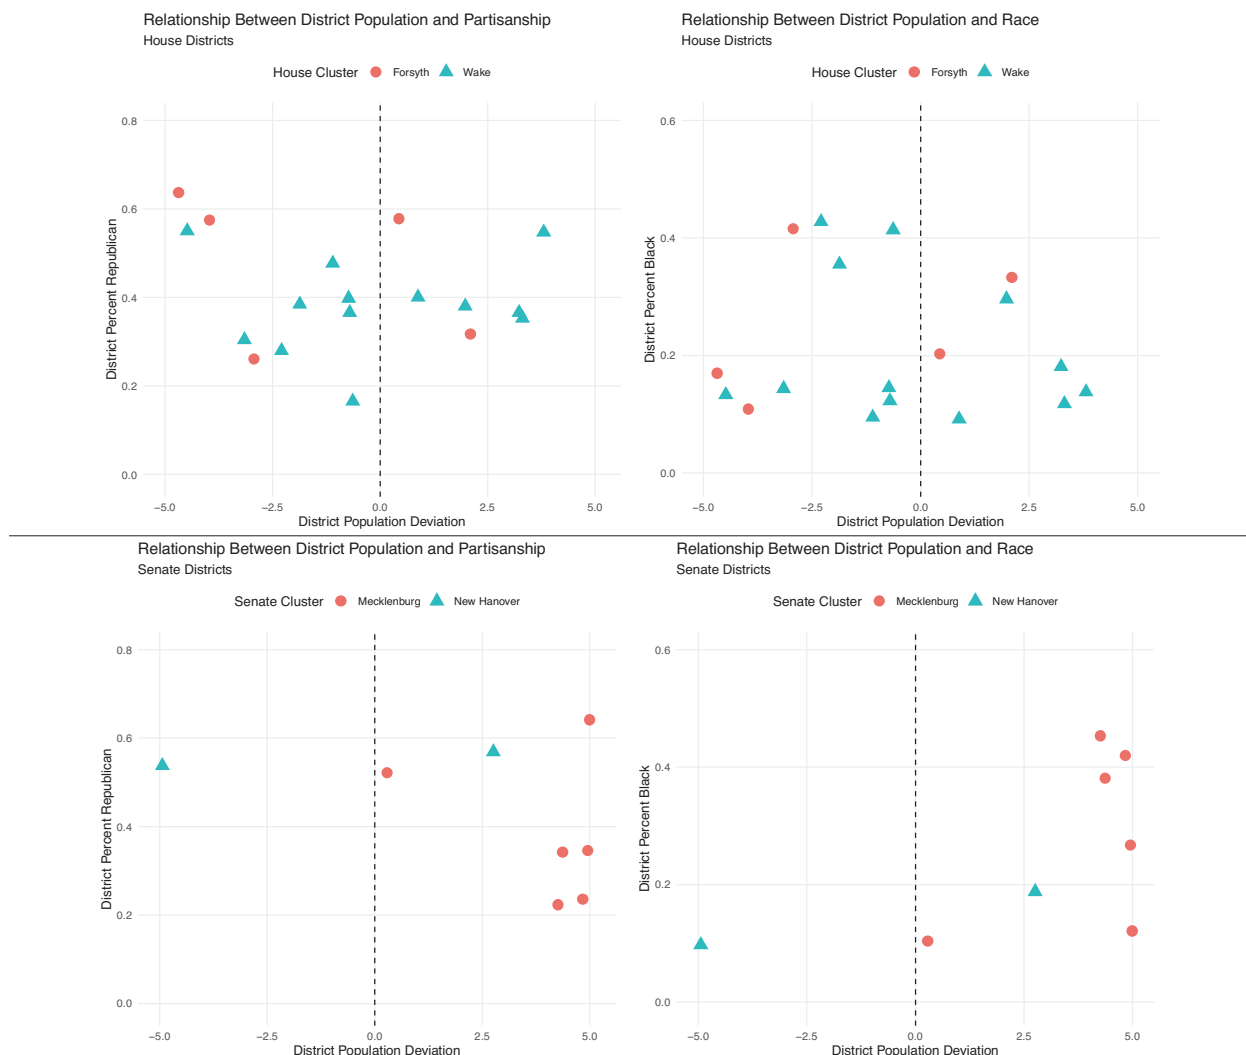 Relationship Between District Population and Partisanship
House Districts
House Cluster Forsyth Wake
0.8
0.6
0.4
0.2
0.0
District Percent Republican
−5.0 −2.5 0.0 2.5 5.0
District Population Deviation
Relationship Between District Population and Race
House Districts
House Cluster Forsyth Wake
0.6
0.4
0.2
0.0
District Percent Black
−5.0 −2.5 0.0 2.5 5.0
District Population Deviation
Relationship Between District Population and Partisanship
Senate Districts
Senate Cluster Mecklenburg New Hanover
0.8
0.6
0.4
0.2
0.0
District Percent Republican
−5.0 −2.5 0.0 2.5 5.0
District Population Deviation
Relationship Between District Population and Race
Senate Districts
Senate Cluster Mecklenburg New Hanover
0.6
0.4
0.2
0.0
District Percent Black
−5.0 −2.5 0.0 2.5 5.0
District Population Deviation